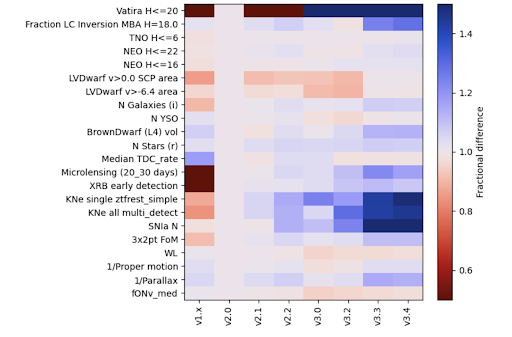 Vatira H<=20
Fraction LC Inversion MBA H=18.0
TNO H<=6
NEO H<=22
NEO H<=16
LVDwarf v>0.0 SCP area
LVDwarf v>-6.4 area
N Galaxies (i)
N YSO
BrownDwarf (L4) vol
N Stars (r)
Median TDC_rate
Microlensing (20_30 days)
XRB early detection
KNe single ztfrest_simple
KNe all multi_detect
SNIa N
3x2pt FoM
WL
1/Proper motion
1/Parallax
fONv_med
v1.x v2.0 v2.1 v2.2 v3.0 v3.2 v3.3 v3.4
1.4
1.2
1.0
0.8
0.6
Fractional difference